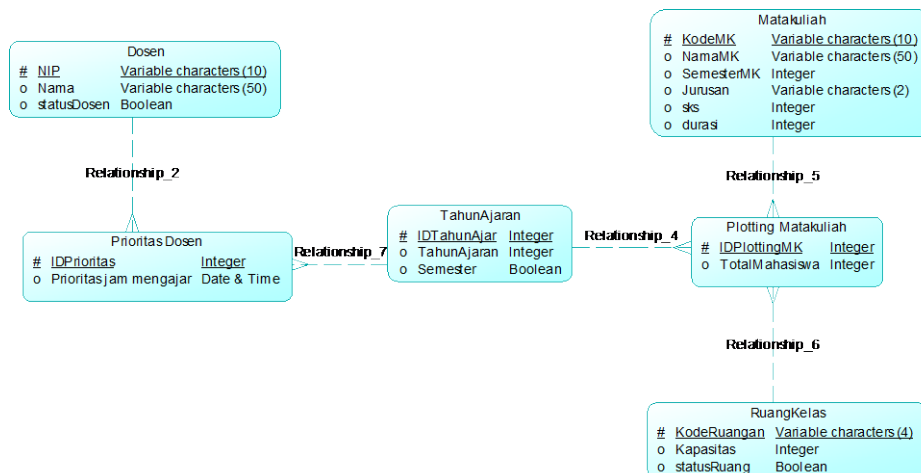 Dosen
# NIP Variable characters (10)
o Nama Variable characters (50)
o statusDosen Boolean
Matakuliah
# KodeMK Variable characters (10)
o NamaMK Variable characters (50)
o SemesterMK Integer
o Jurusan Variable characters (2)
o sks Integer
o durasi Integer
Relationship_2
Relationship_5
Prioritas Dosen
# IDPrioritas Integer
o Prioritas jam mengajar Date & Time
Relationship_7
TahunAjaran
# IDTahunAjar Integer
o TahunAjaran Integer
o Semester Boolean
Relationship_4
Plotting Matakuliah
# IDPlottingMK Integer
o TotalMahasiswa Integer
Relationship_6
RuangKelas
# KodeRuangan Variable characters (4)
o Kapasitas Integer
o statusRuang Boolean